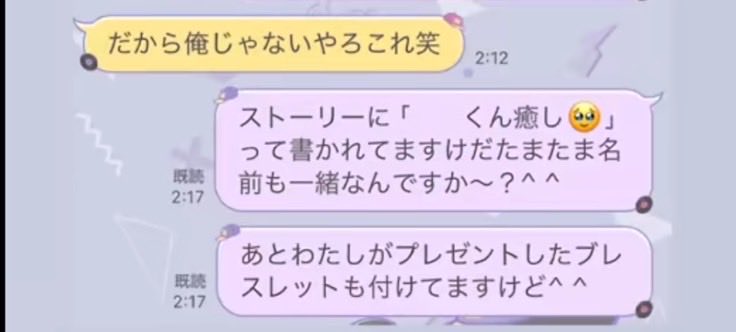 だから俺じゃないやろこれ笑
2:12
ストーリーに「　　くん癒し🥹」
って書かれてますけだたまたま名
前も一緒なんですか〜？^ ^
既読
2:17
あとわたしがプレゼントしたブレ
スレットも付けてますけど^ ^
既読
2:17